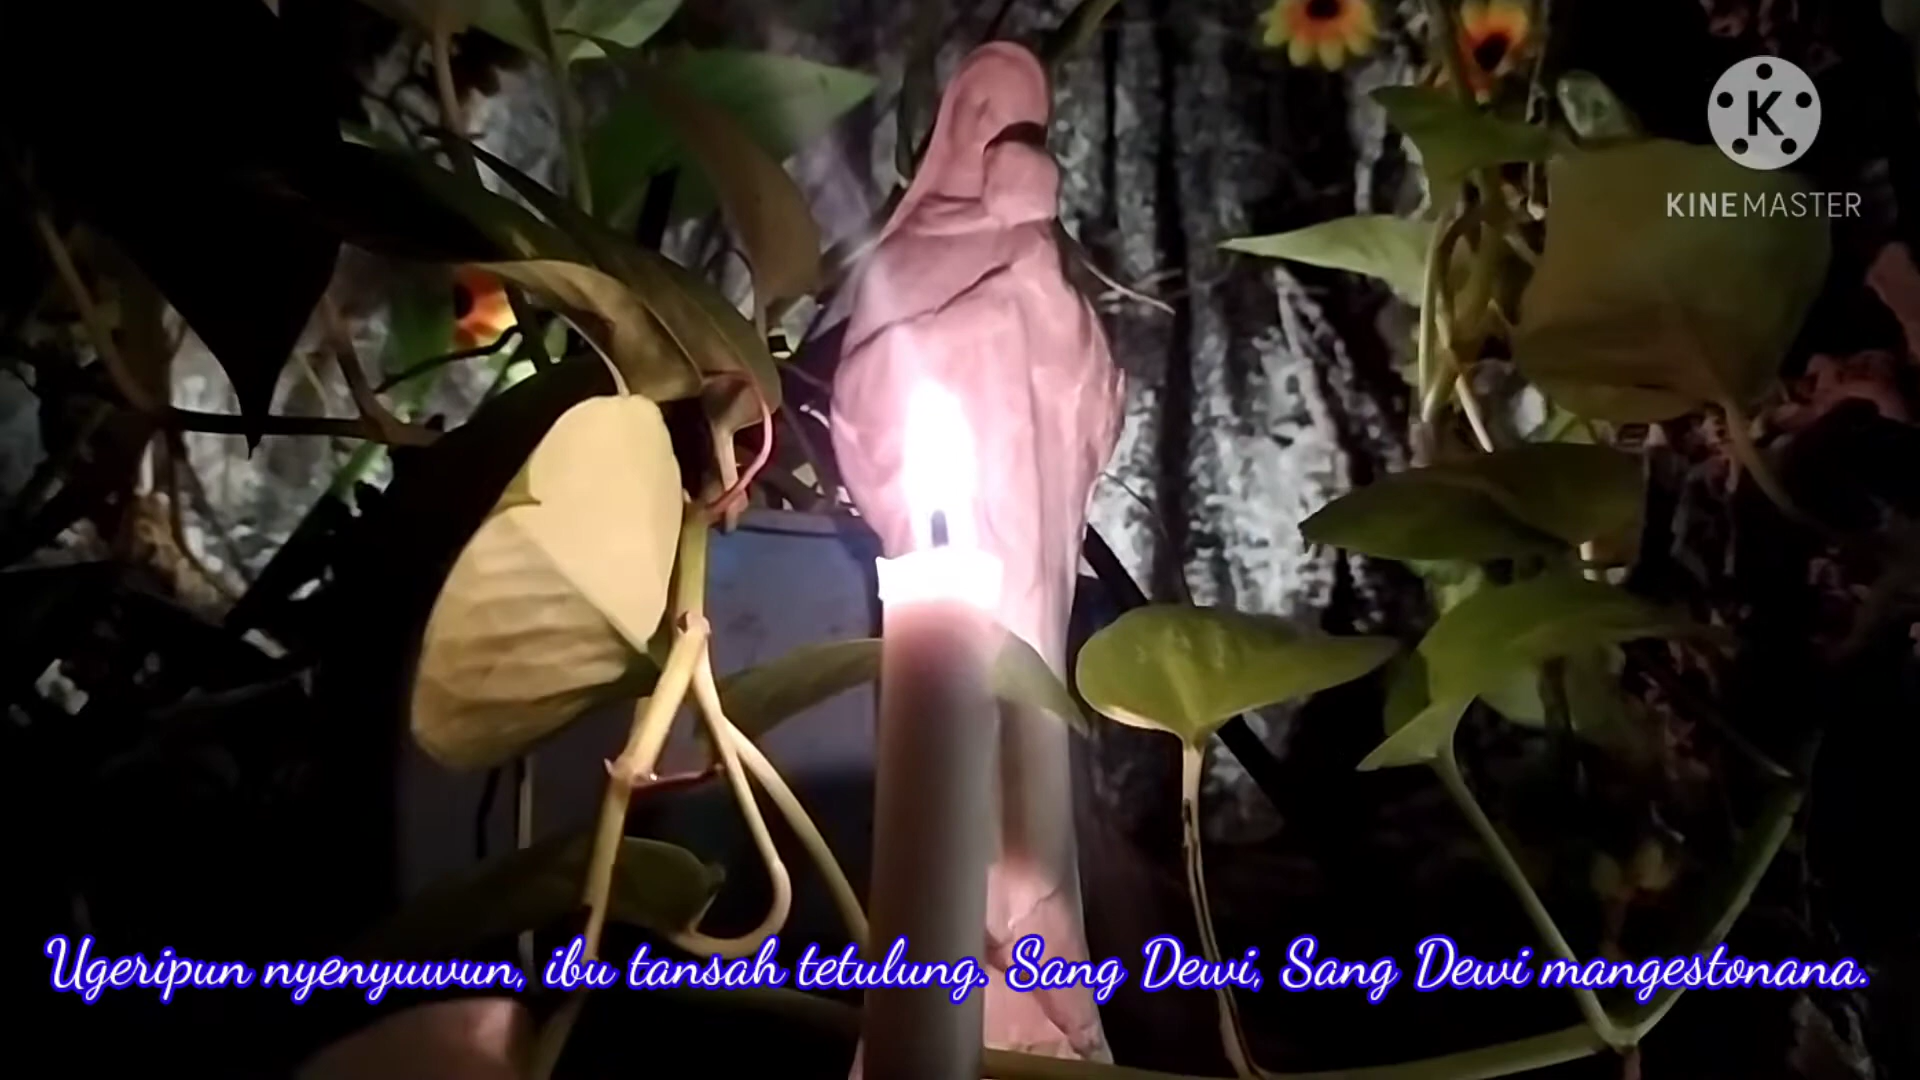 K
KINEMASTER
Ugeripun nyenyuwun, ibu tansah tetulung. Sang Dewi, Sang Dewi mangestonana.